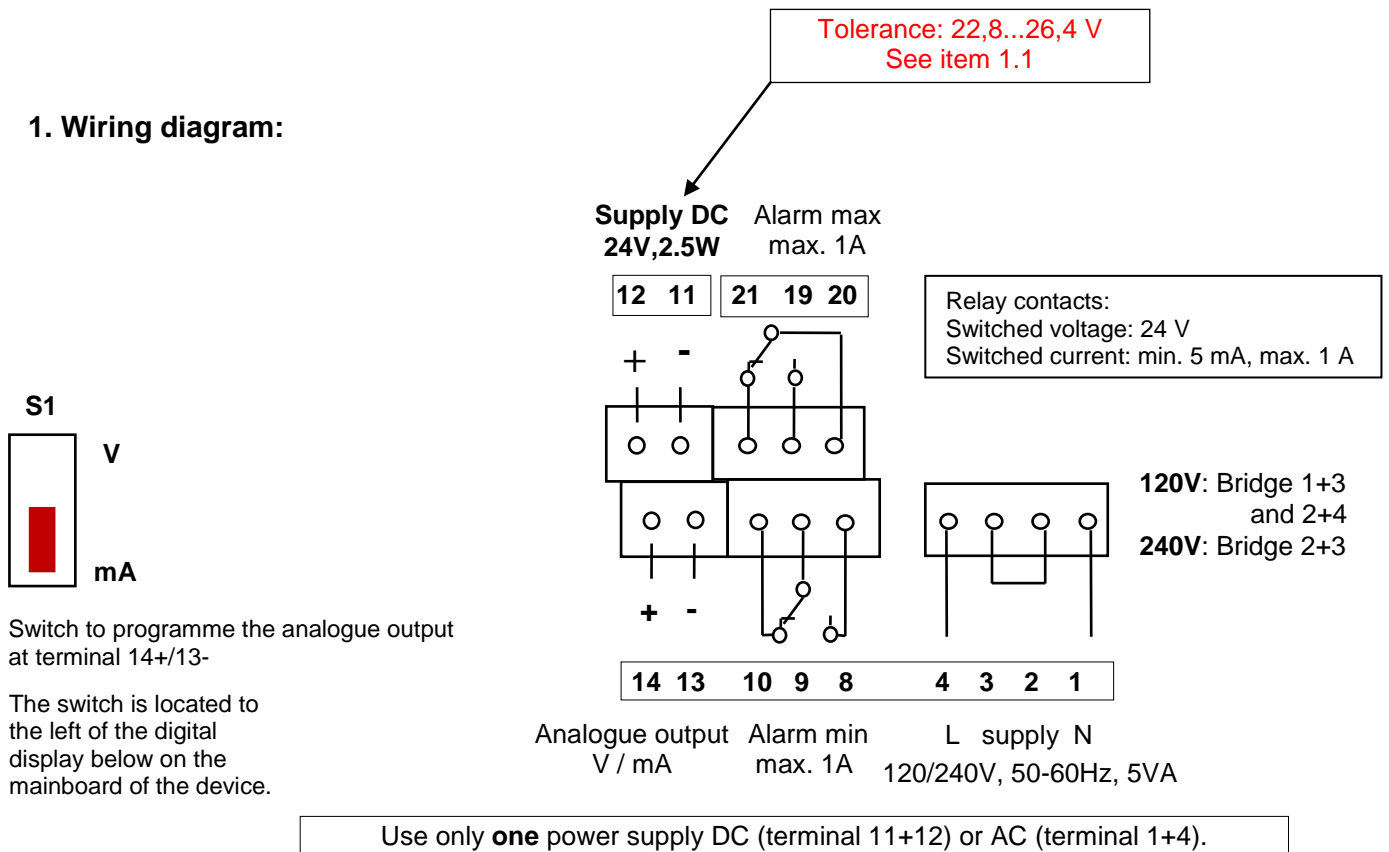 Tolerance: 22,8...26,4 V
See item 1.1
1. Wiring diagram:
Supply DC
24V,2.5W
Alarm max
max. 1A
12 11
21 19 20
Relay contacts:
Switched voltage: 24 V
Switched current: min. 5 mA, max. 1 A
+ -
S1
V
mA
120V: Bridge 1+3
and 2+4
240V: Bridge 2+3
+ -
Switch to programme the analogue output
at terminal 14+/13-
The switch is located to
the left of the digital
display below on the
mainboard of the device.
14 13 10 9 8 4 3 2 1
Analogue output
V / mA
Alarm min
max. 1A
L supply N
120/240V, 50-60Hz, 5VA
Use only one power supply DC (terminal 11+12) or AC (terminal 1+4).